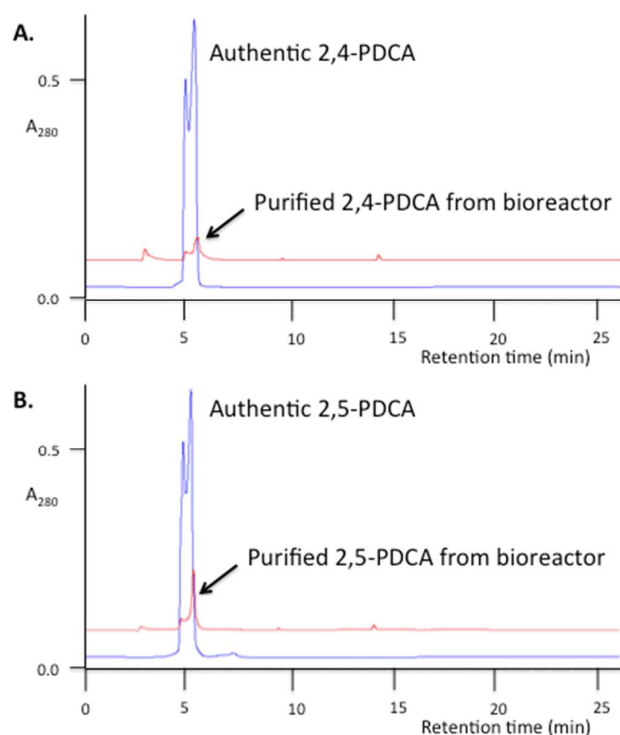 A.
Authentic 2,4-PDCA
0.5
A280
Purified 2,4-PDCA from bioreactor
0.0
0 5 10 15 20 25
Retention time (min)
B.
Authentic 2,5-PDCA
0.5
A280
Purified 2,5-PDCA from bioreactor
0.0
0 5 10 15 20 25
Retention time (min)